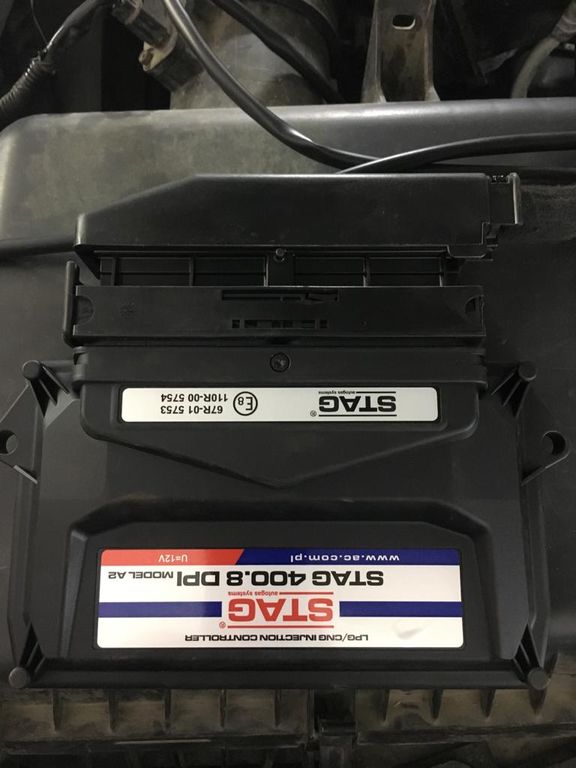 LPG/CNG INJECTION CONTROLLER
STAG®
autogas systems
STAG 400.8 DPI MODEL A2
www.ac.com.pl U=12V
STAG®
autogas systems
E8 67R-01 5753
110R-00 5754